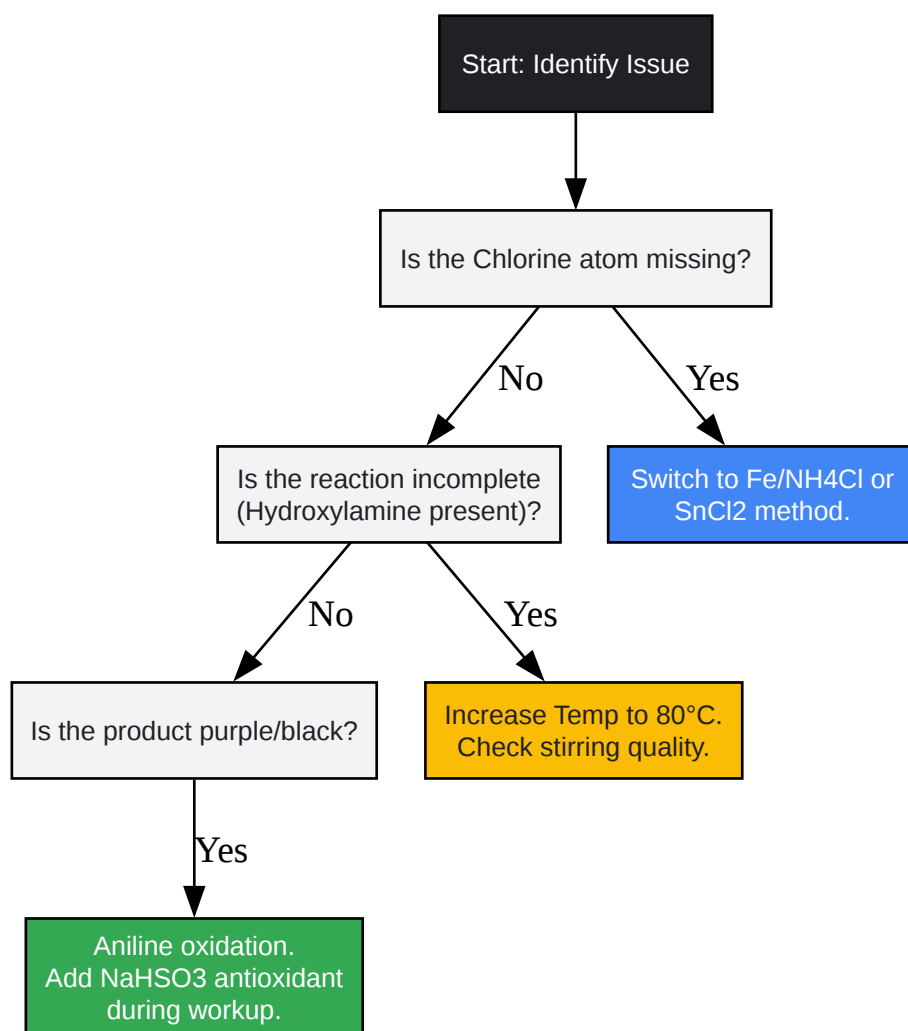 Start: Identify Issue
Is the Chlorine atom missing?
No
Yes
Is the reaction incomplete
(Hydroxylamine present)?
Switch to Fe/NH4Cl or
SnCl2 method.
No
Yes
Is the product purple/black?
Increase Temp to 80°C.
Check stirring quality.
Yes
Aniline oxidation.
Add NaHSO3 antioxidant
during workup.